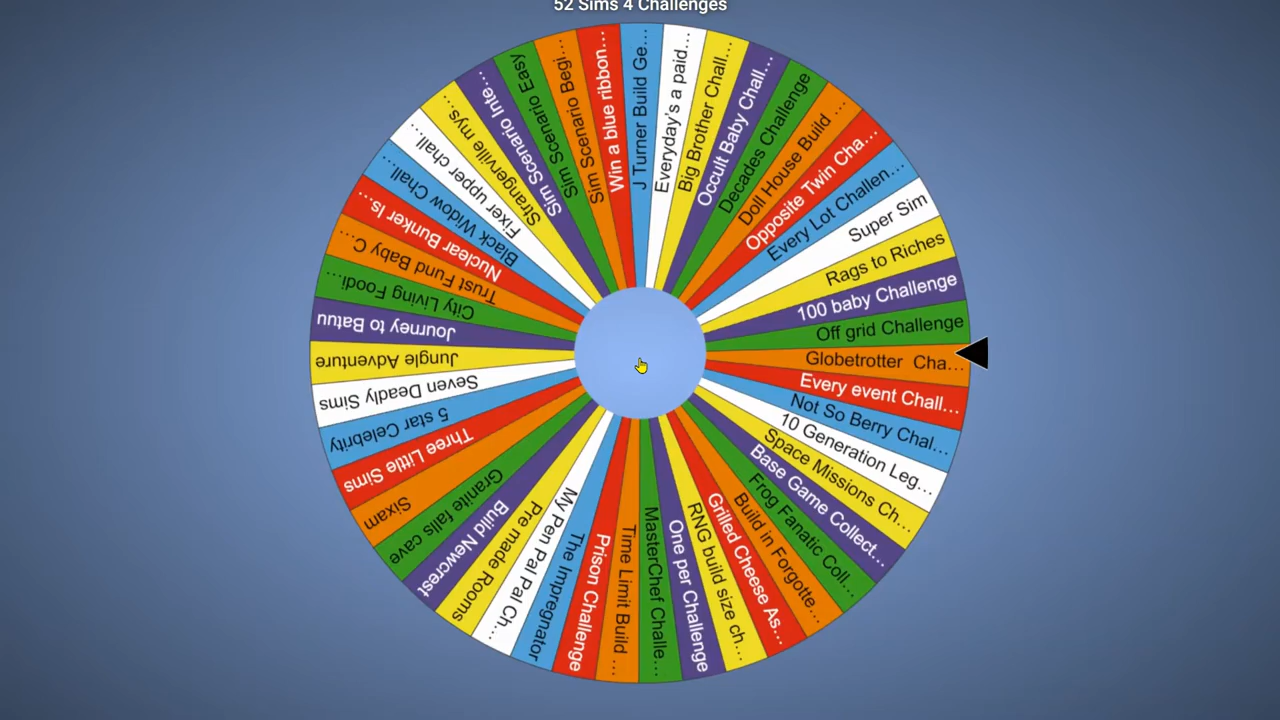 52 Sims 4 Challenges
J Turner Build Ge...
Everyday's a paid...
Big Brother Chall...
Occult Baby Chall...
Decades Challenge
Doll House Build ...
Opposite Twin Cha...
Every Lot Challen...
Super Sim
Rags to Riches
100 baby Challenge
Off grid Challenge
Globetrotter  Cha...
Every event Chall...
Not So Berry Chal...
10 Generation Leg...
Space Missions Ch...
Base Game Collect...
Frog Fanatic Coll...
Build in Forgotte...
Grilled Cheese As...
RNG build size ch...
One per Challenge
MasterChef Challe...
Time Limit Build ...
Prison Challenge
The Impregnator
My Pen Pal Pal Ch...
Pre made Rooms
Build Newcrest
Granite falls cave
Sixam
Three Little Sims
5 star Celebrity
Seven Deadly Sims
Jungle Adventure
Journey to Batuu
City Living Foodi...
Trust Fund Baby C...
Nuclear Bunker Is...
Black Widow Chall...
Fixer upper chall...
Strangerville mys...
Sim Scenario Inte...
Sim Scenario Easy
Sim Scenario Begi...
Win a blue ribbon...